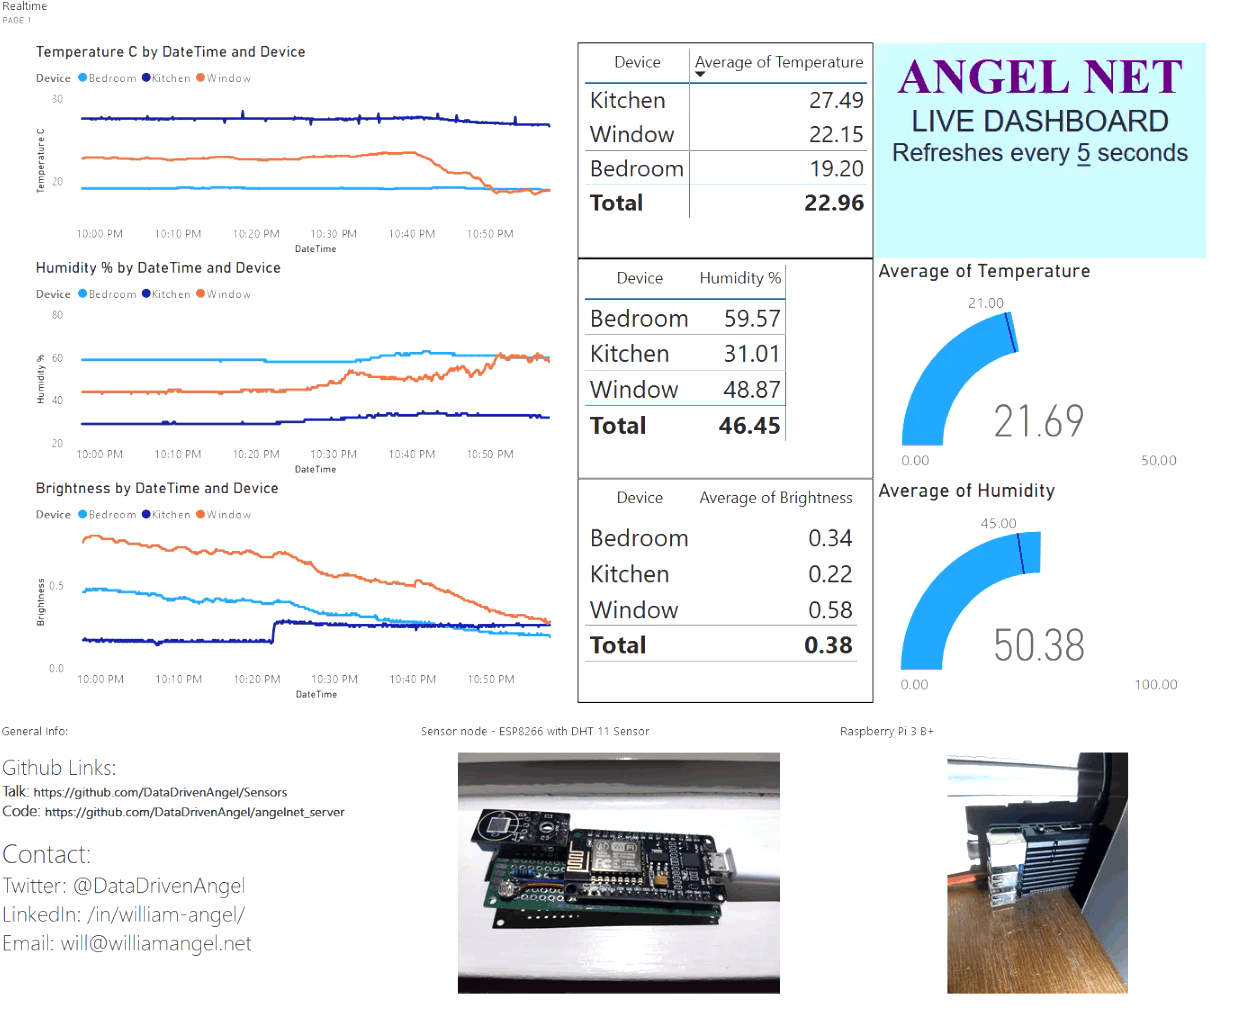 Realtime
PAGE 1
Temperature C by DateTime and Device
Device Bedroom Kitchen Window
30
20
Temperature C
10:00 PM 10:10 PM 10:20 PM 10:30 PM 10:40 PM 10:50 PM
DateTime
Device Average of Temperature
Kitchen 27.49
Window 22.15
Bedroom 19.20
Total 22.96
ANGEL NET
LIVE DASHBOARD
Refreshes every 5 seconds
Humidity % by DateTime and Device
Device Bedroom Kitchen Window
80
60
40
20
Humidity %
10:00 PM 10:10 PM 10:20 PM 10:30 PM 10:40 PM 10:50 PM
DateTime
Device Humidity %
Bedroom 59.57
Kitchen 31.01
Window 48.87
Total 46.45
Average of Temperature
21.00
21.69
0.00 50.00
Brightness by DateTime and Device
Device Bedroom Kitchen Window
0.5
0.0
Brightness
10:00 PM 10:10 PM 10:20 PM 10:30 PM 10:40 PM 10:50 PM
DateTime
Device Average of Brightness
Bedroom 0.34
Kitchen 0.22
Window 0.58
Total 0.38
Average of Humidity
45.00
50.38
0.00 100.00
General Info:
Github Links:
Talk: https://github.com/DataDrivenAngel/Sensors
Code: https://github.com/DataDrivenAngel/angelnet_server
Contact:
Twitter: @DataDrivenAngel
LinkedIn: /in/william-angel/
Email: will@williamangel.net
Sensor node - ESP8266 with DHT 11 Sensor
Raspberry Pi 3 B+